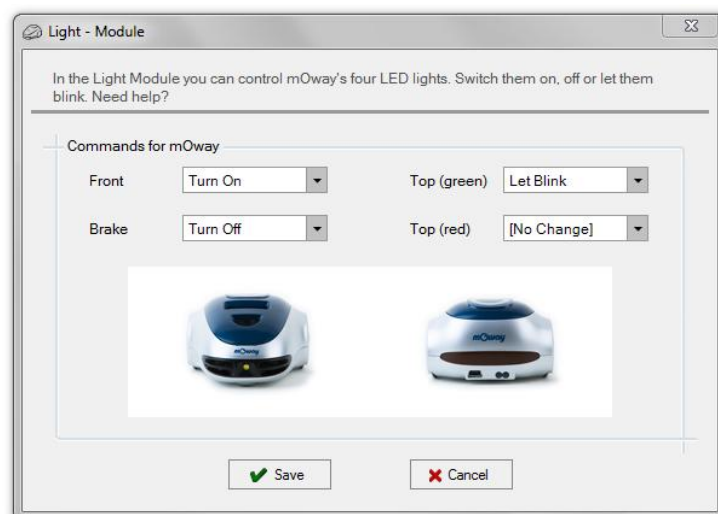 Light - Module
In the Light Module you can control mOway's four LED lights. Switch them on, off or let them
blink. Need help?
Commands for mOway
Front Turn On Top (green) Let Blink
Brake Turn Off Top (red) [No Change]
mOway mOway
Save Cancel